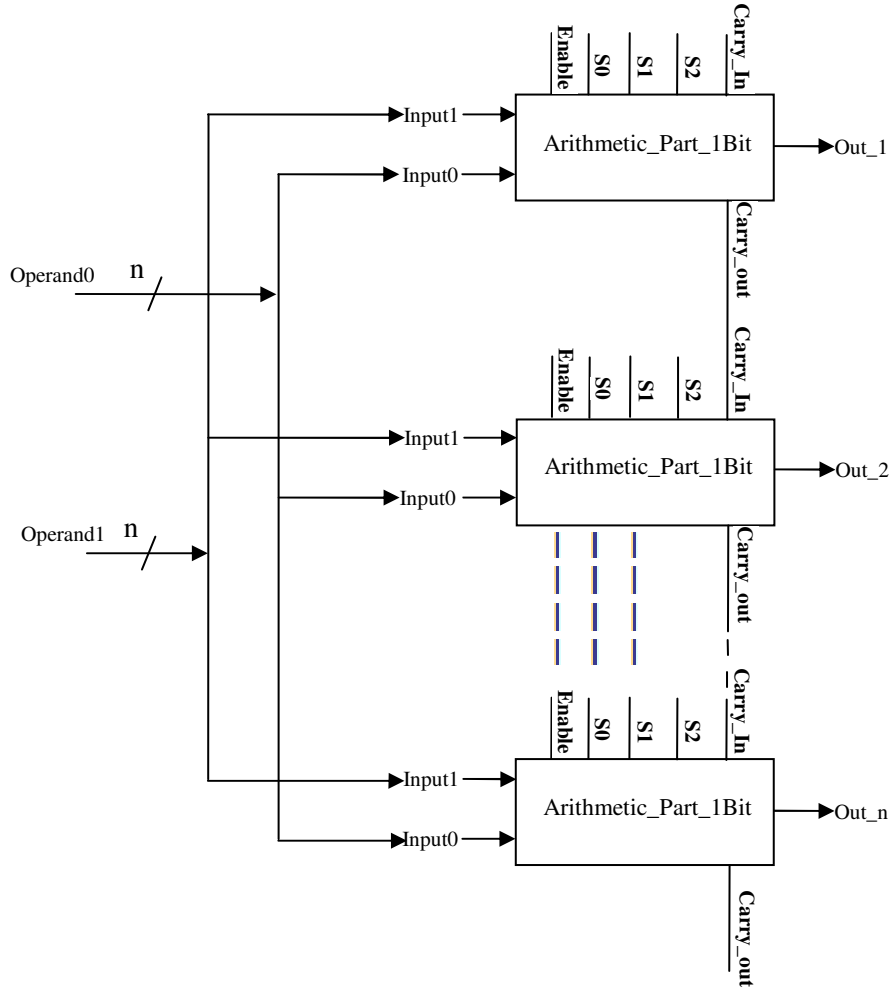 Enable
S0
S1
S2
Carry_In
Input1
Arithmetic_Part_1Bit
Out_1
Input0
Carry_out
Operand0
n
Enable
S0
S1
S2
Carry_In
Input1
Arithmetic_Part_1Bit
Out_2
Input0
Operand1
n
Carry_out
Enable
S0
S1
S2
Carry_In
Input1
Arithmetic_Part_1Bit
Out_n
Input0
Carry_out